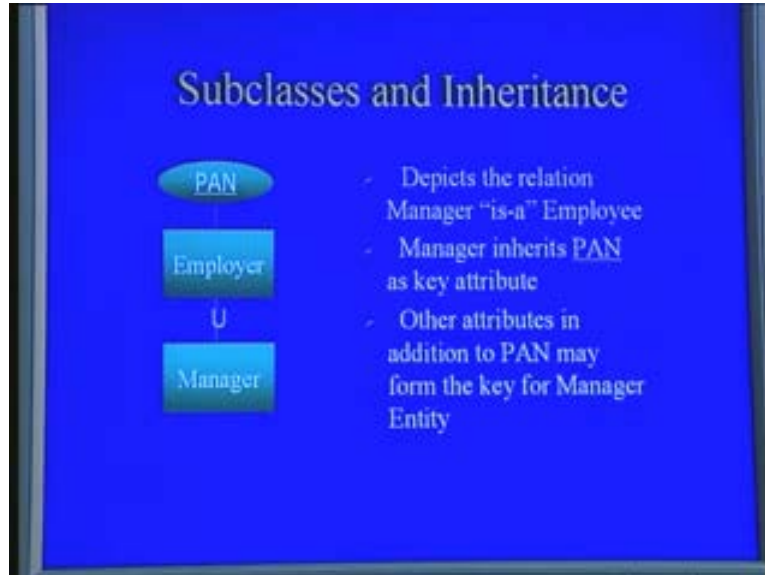 Subclasses and Inheritance
PAN
Employer
U
Manager
Depicts the relation
Manager “is-a” Employee
Manager inherits PAN
as key attribute
Other attributes in
addition to PAN may
form the key for Manager
Entity